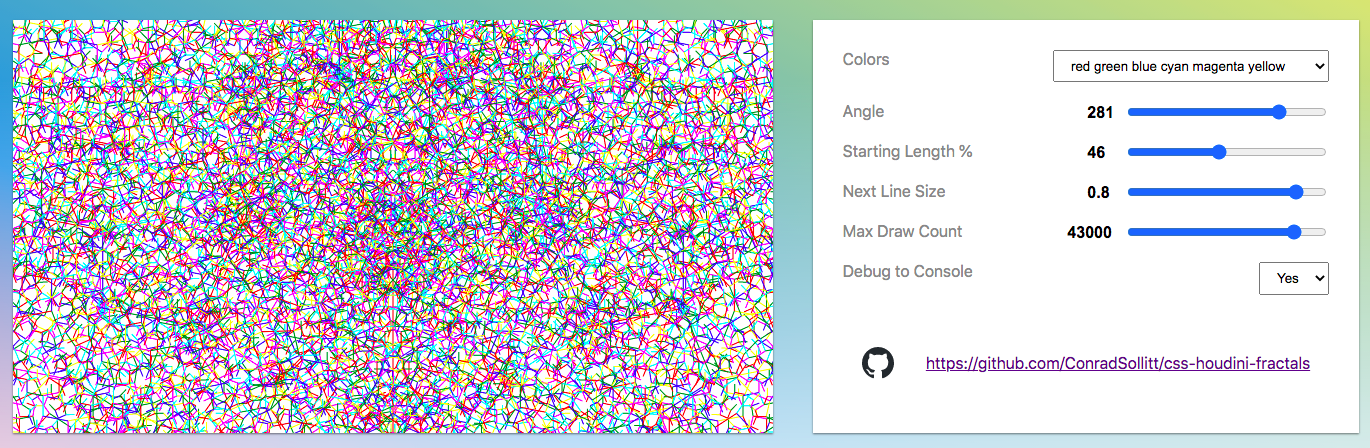 Colors red green blue cyan magenta yellow
Angle 281
Starting Length % 46
Next Line Size 0.8
Max Draw Count 43000
Debug to Console Yes
https://github.com/ConradSollitt/css-houdini-fractals